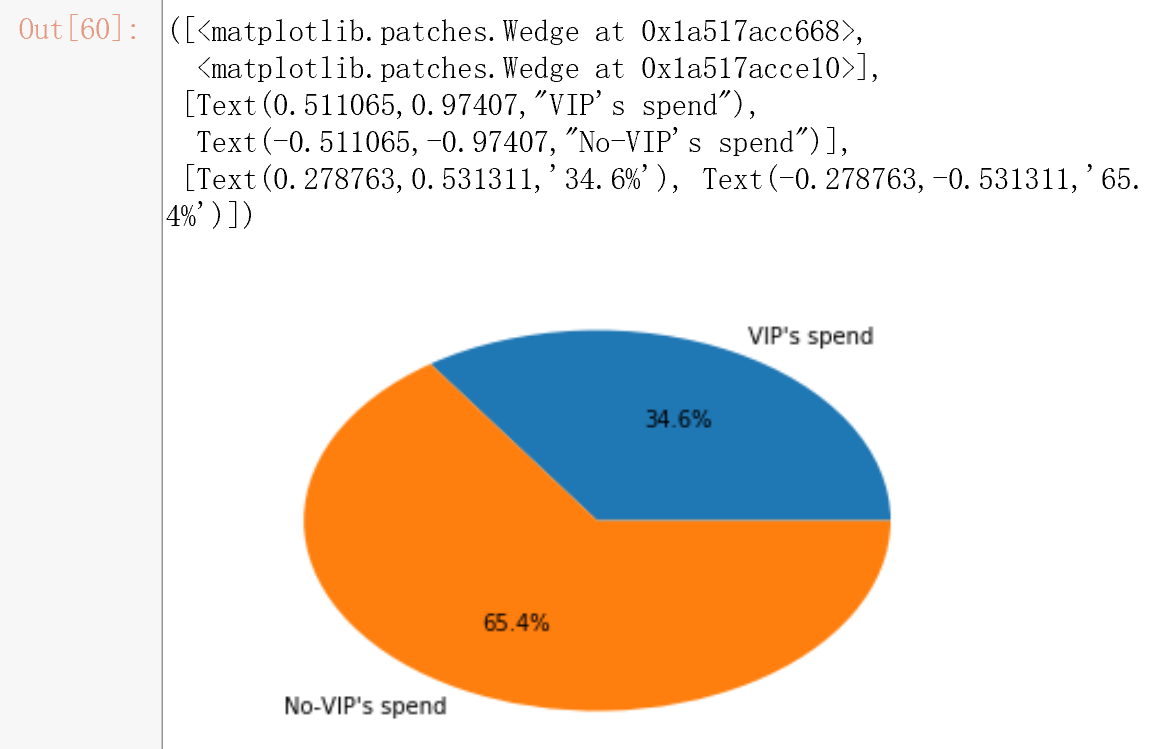 Out[60]: ([<matplotlib.patches.Wedge at 0x1a517acc668>,
<matplotlib.patches.Wedge at 0x1a517acce10>],
[Text(0.511065,0.97407,"VIP's spend"),
Text(-0.511065,-0.97407,"No-VIP's spend")],
[Text(0.278763,0.531311,'34.6%'), Text(-0.278763,-0.531311,'65.
4%')])
VIP's spend
34.6%
65.4%
No-VIP's spend